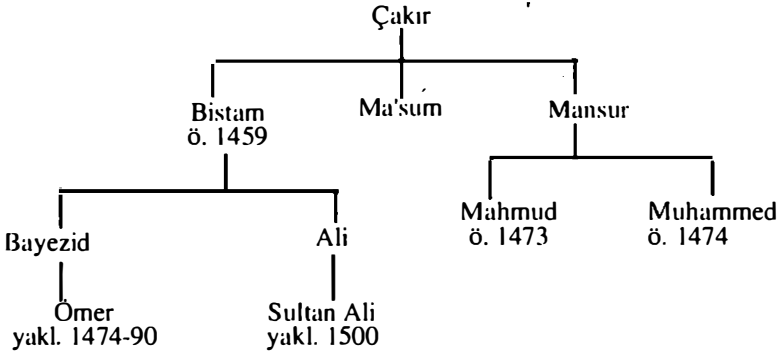 Çakır
Bistam
ö. 1459
Ma'sum
Mansur
Bayezid
Ali
Mahmud
ö. 1473
Muhammed
ö. 1474
Ömer
yakl. 1474-90
Sultan Ali
yakl. 1500